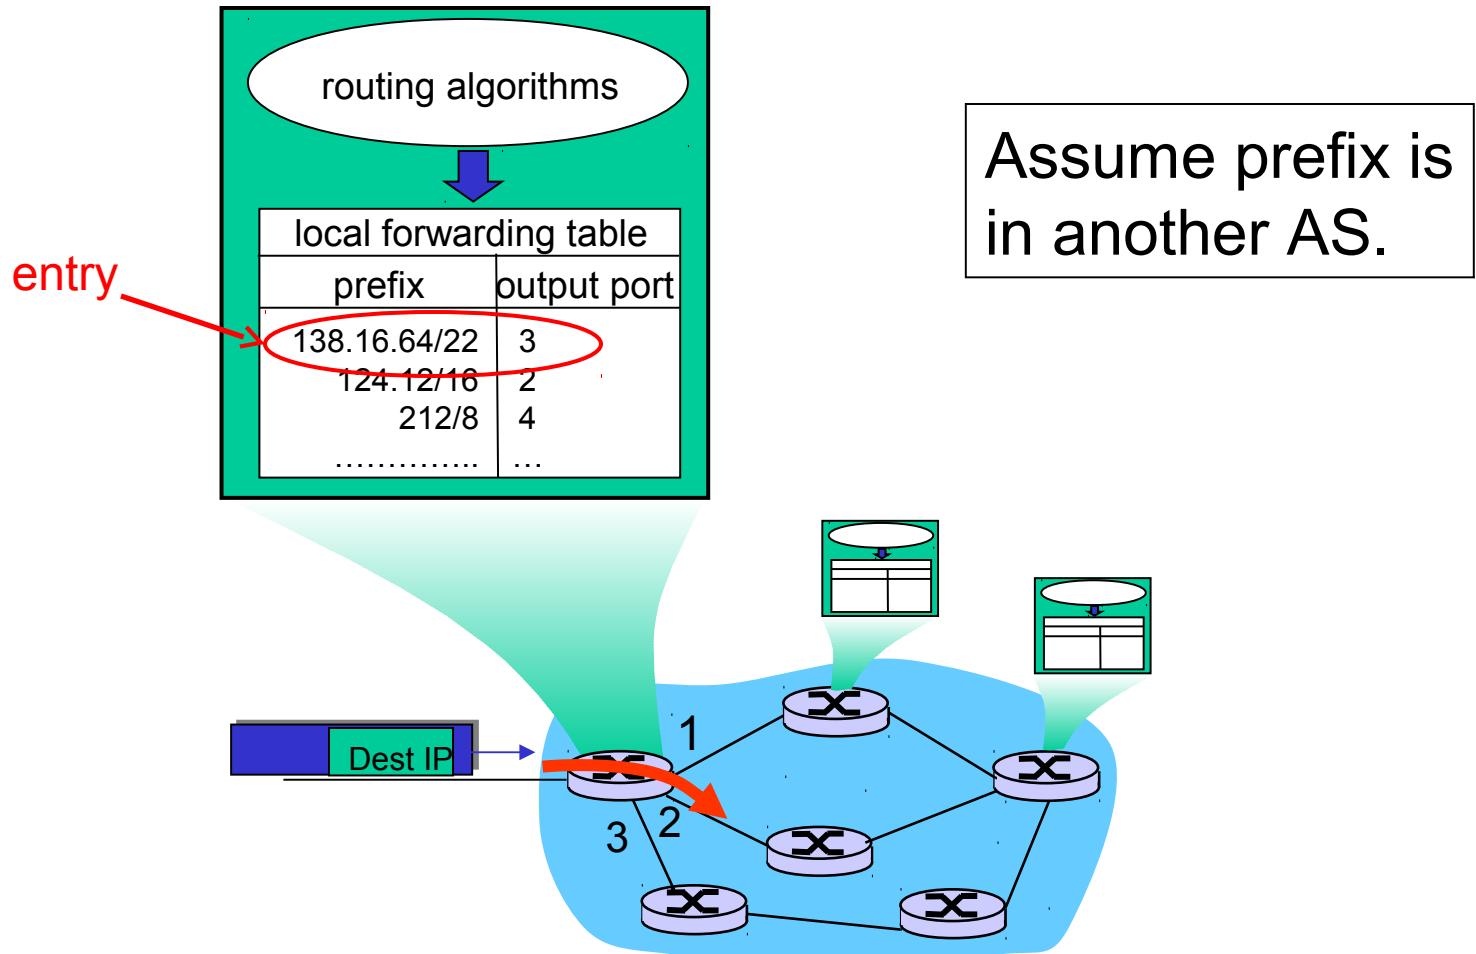 routing algorithms
local forwarding table
prefix output port
entry
138.16.64/22 3
124.12/16 2
212/8 4
………….. …
Assume prefix is
in another AS.
Dest IP
1
2
3